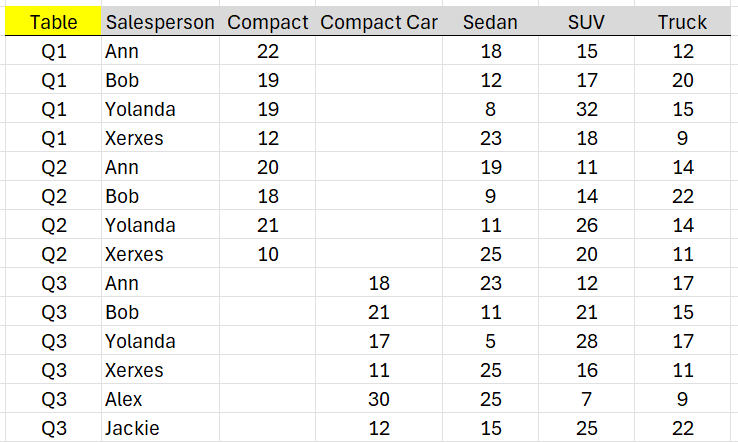 Table Salesperson Compact Compact Car Sedan SUV Truck
Q1 Ann 22 18 15 12
Q1 Bob 19 12 17 20
Q1 Yolanda 19 8 32 15
Q1 Xerxes 12 23 18 9
Q2 Ann 20 19 11 14
Q2 Bob 18 9 14 22
Q2 Yolanda 21 11 26 14
Q2 Xerxes 10 25 20 11
Q3 Ann 18 23 12 17
Q3 Bob 21 11 21 15
Q3 Yolanda 17 5 28 17
Q3 Xerxes 11 25 16 11
Q3 Alex 30 25 7 9
Q3 Jackie 12 15 25 22